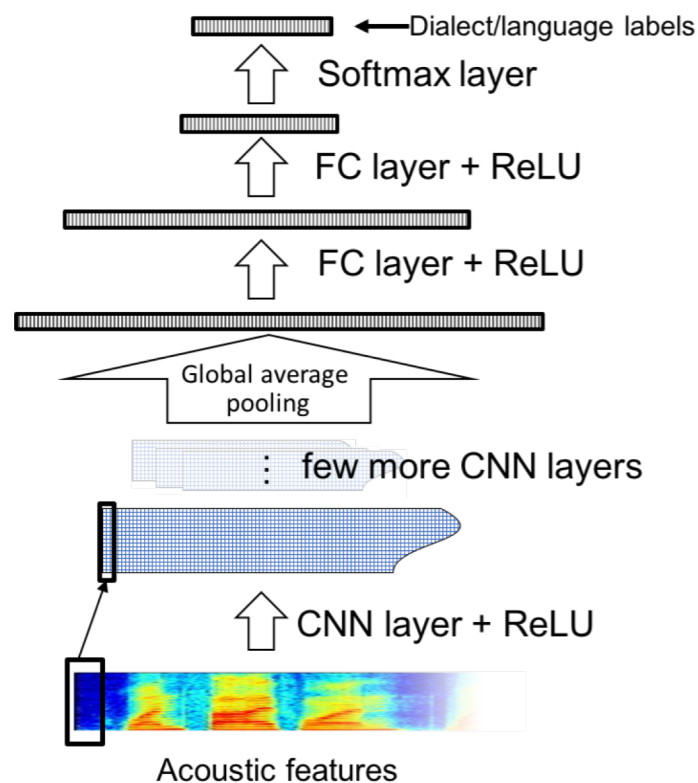 Dialect/language labels
Softmax layer
FC layer + ReLU
FC layer + ReLU
Global average
pooling
few more CNN layers
CNN layer + ReLU
Acoustic features